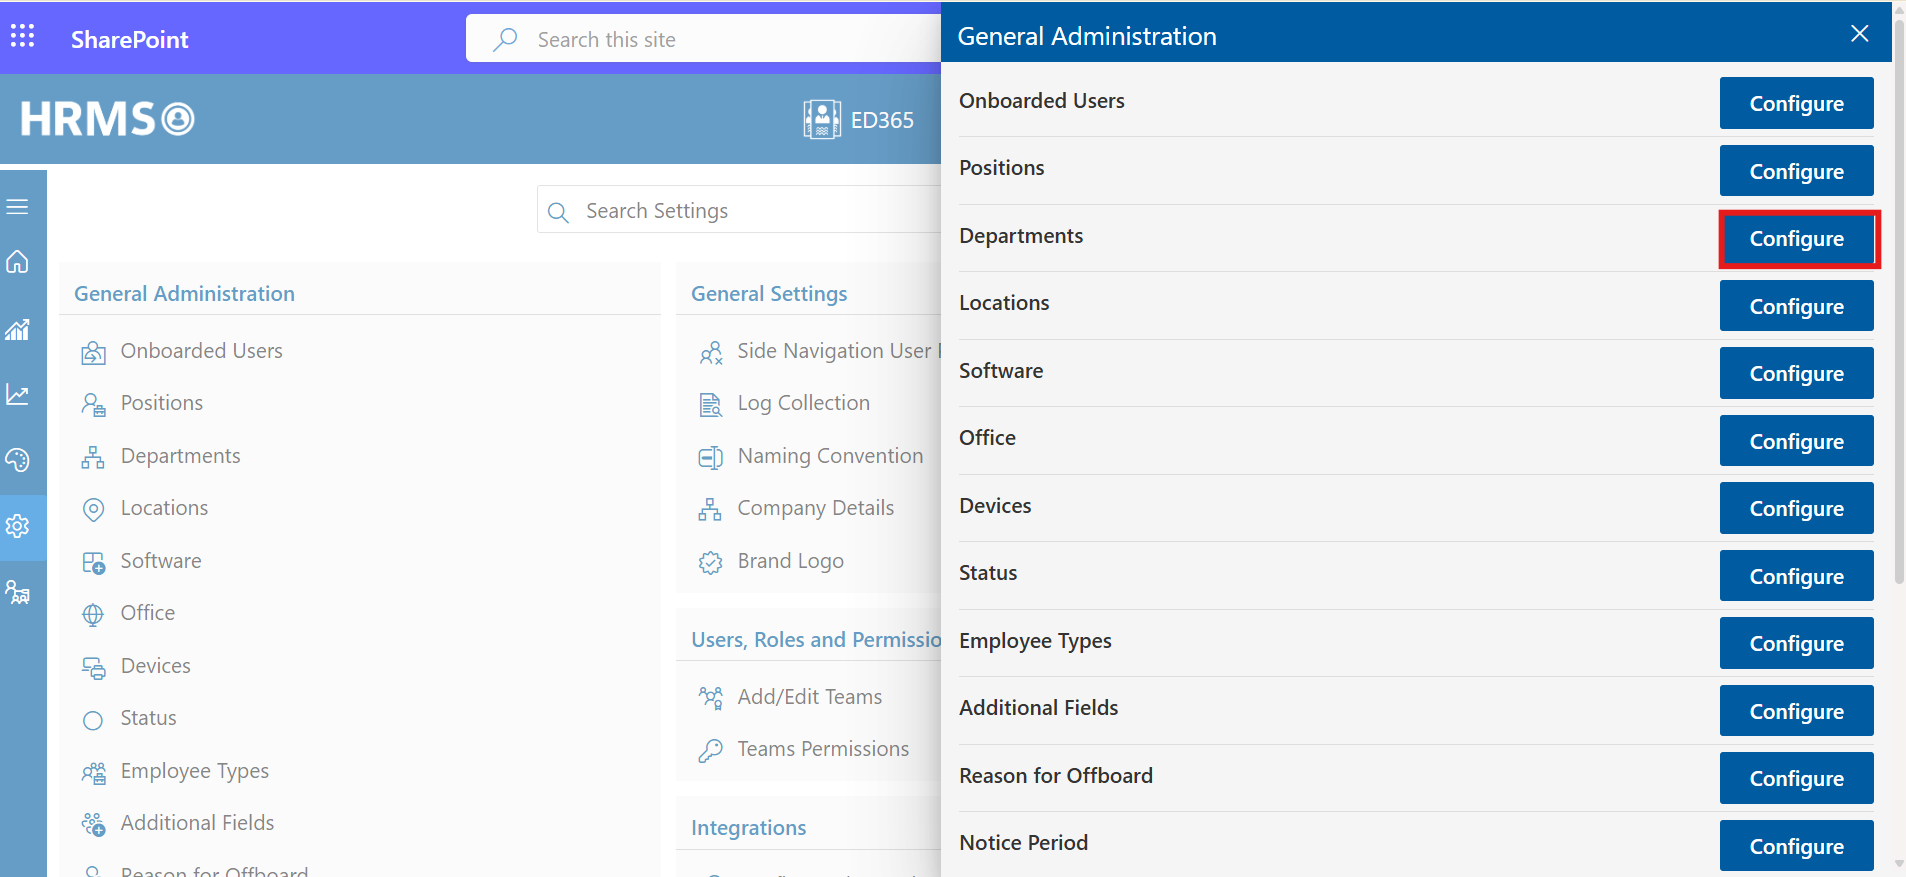 SharePoint
Search this site
HRMS
ED365
Search Settings
General Administration
Onboarded Users
Positions
Departments
Locations
Software
Office
Devices
Status
Employee Types
Additional Fields
Reason for Offboard
General Settings
Side Navigation User
Log Collection
Naming Convention
Company Details
Brand Logo
Users, Roles and Permissio
Add/Edit Teams
Teams Permissions
Integrations
General Administration
Onboarded Users Configure
Positions Configure
Departments Configure
Locations Configure
Software Configure
Office Configure
Devices Configure
Status Configure
Employee Types Configure
Additional Fields Configure
Reason for Offboard Configure
Notice Period Configure